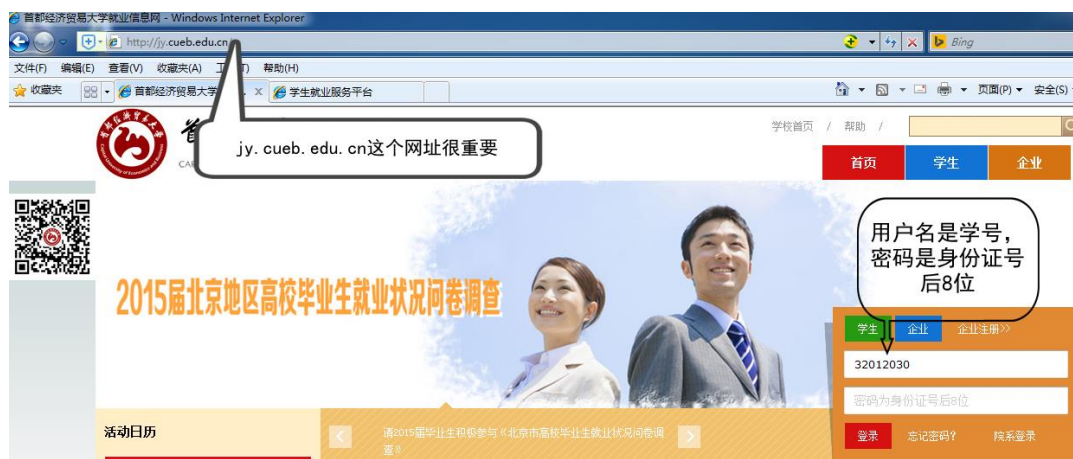 首都经济贸易大学就业信息网 - Windows Internet Explorer
http://jy.cueb.edu.cn
Bing
文件(F) 编辑(E) 查看(V) 收藏夹(A) 工 T) 帮助(H)
收藏夹 首都经济贸易大学 学生就业服务平台 页面(P) 安全(S)
jy.cueb.edu.cn这个网址很重要
学校首页 / 帮助 /
首页 学生 企业
用户名是学号,
密码是身份证号
后8位
2015届北京地区高校毕业生就业状况问卷调查
学生 企业 企业注册>>
32012030
密码为身份证号后8位
登录 忘记密码? 院系登录
活动日历
请2015届毕业生积极参与《北京市高校毕业生就业状况问卷调
查》